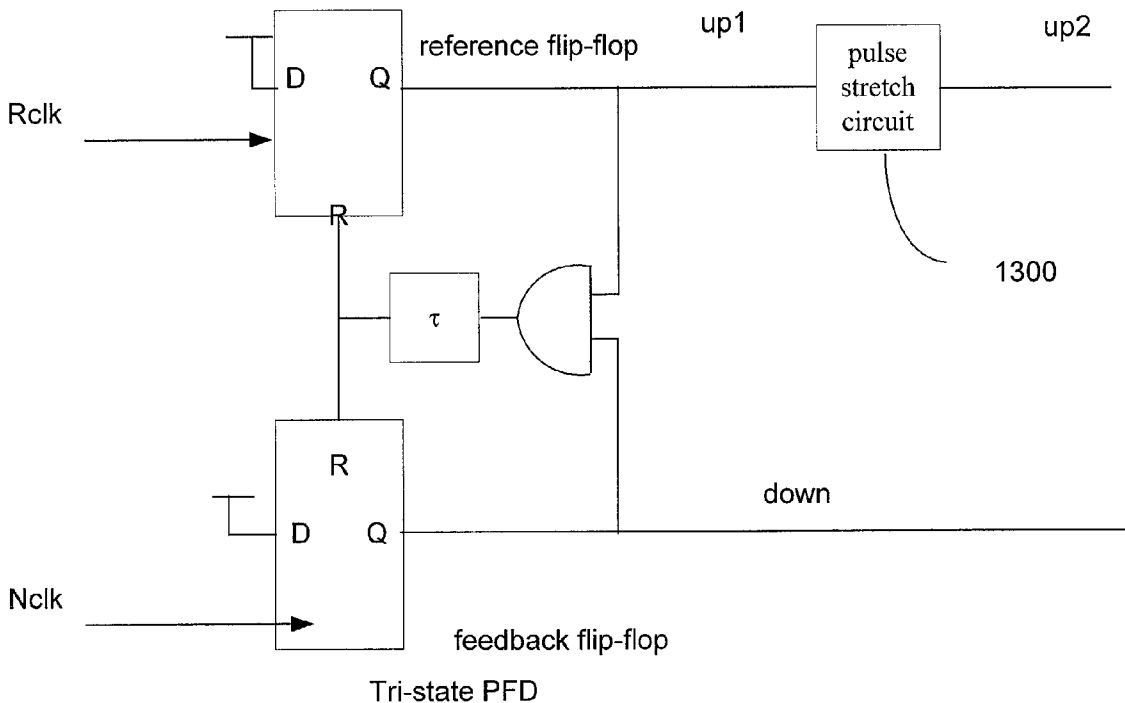 up1
up2
reference flip-flop
pulse
stretch
circuit
D
Q
Rclk
R
1300
τ
R
down
D
Q
Nclk
feedback flip-flop
Tri-state PFD